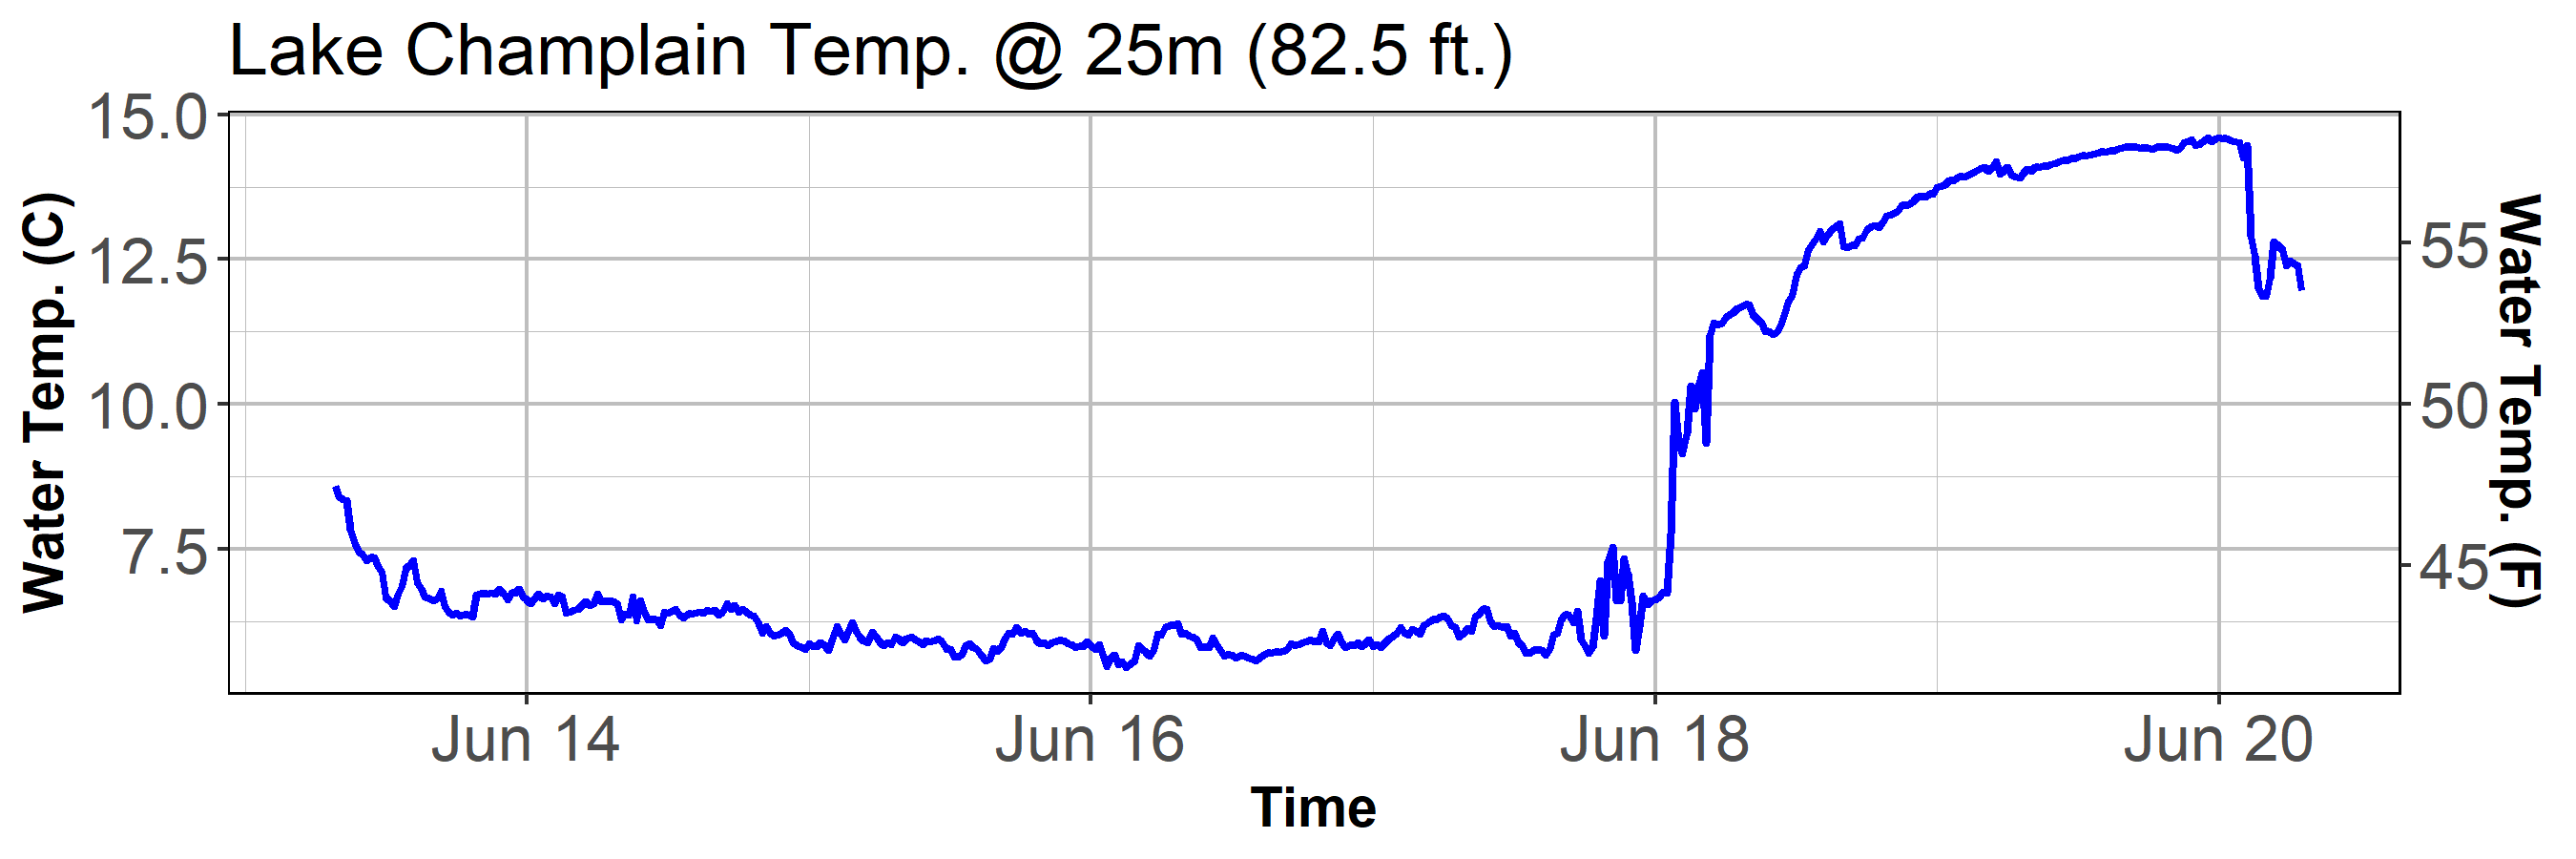 Lake Champlain Temp. @ 25m (82.5 ft.)
Water Temp. (C)
15.0
12.5
10.0
7.5
55
50
45
Water Temp. (F)
Jun 14 Jun 16 Jun 18 Jun 20
Time